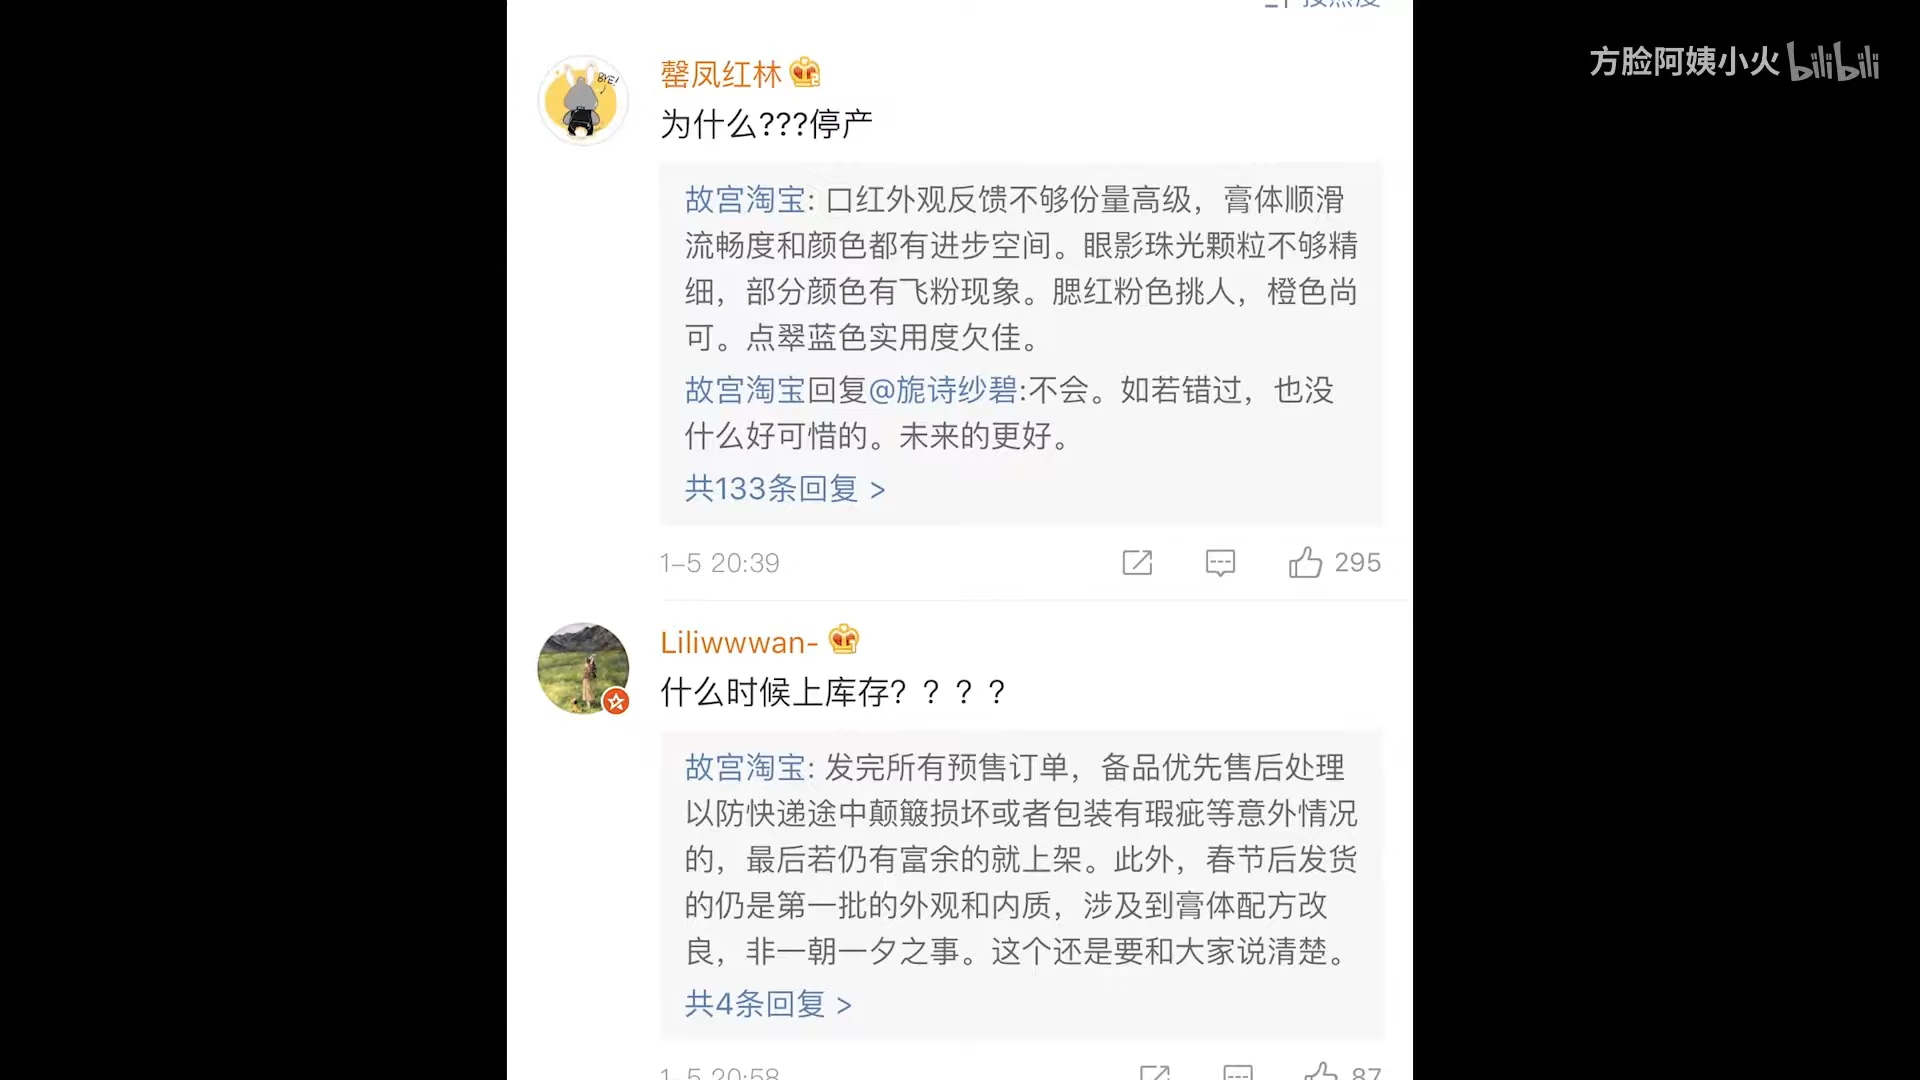 方脸阿姨小火 bilibili
罄凤红林
为什么???停产
故宫淘宝: 口红外观反馈不够份量高级，膏体顺滑
流畅度和颜色都有进步空间。眼影珠光颗粒不够精
细，部分颜色有飞粉现象。腮红粉色挑人，橙色尚
可。点翠蓝色实用度欠佳。
故宫淘宝回复@旎诗纱碧:不会。如若错过，也没
什么好可惜的。未来的更好。
共133条回复 >
1-5 20:39
295
Liliwwwan-
什么时候上库存？？？？
故宫淘宝: 发完所有预售订单，备品优先售后处理
以防快递途中颠簸损坏或者包装有瑕疵等意外情况
的，最后若仍有富余的就上架。此外，春节后发货
的仍是第一批的外观和内质，涉及到膏体配方改
良，非一朝一夕之事。这个还是要和大家说清楚。
共4条回复 >
1-5 20:58
87